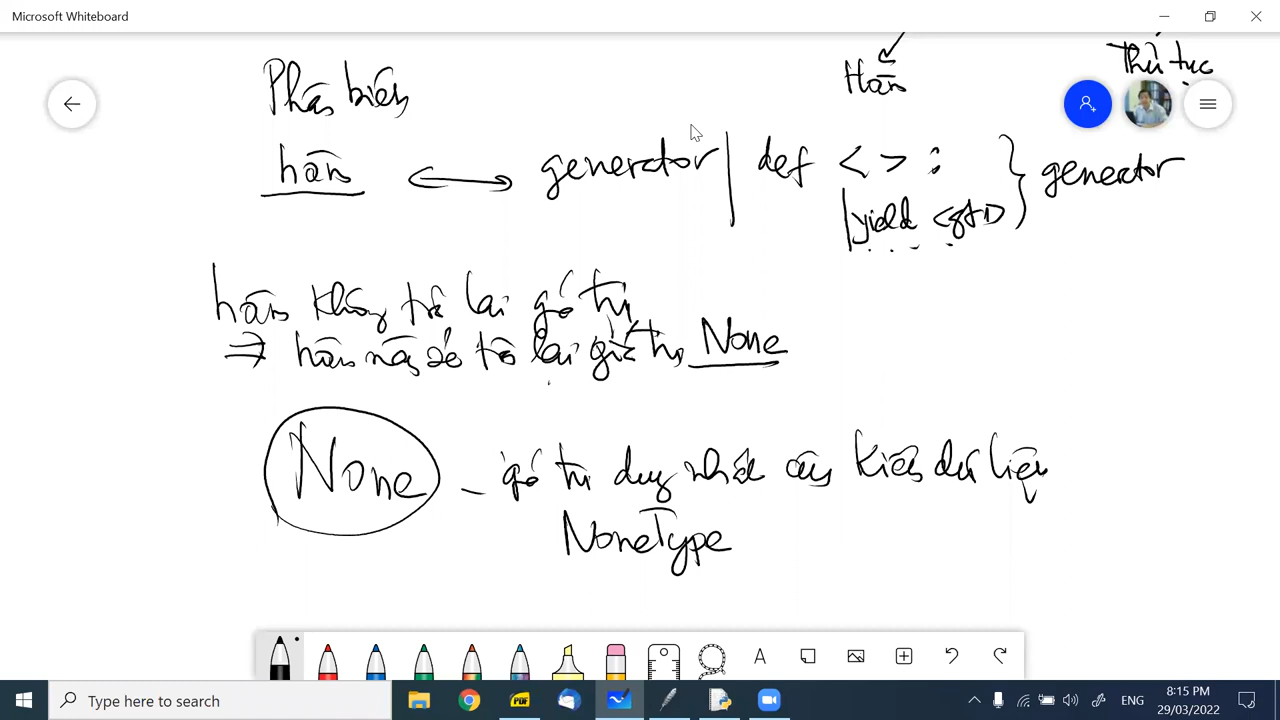 Microsoft Whiteboard
Phân biệt
Hàm
Thủ tục
hàm ⟷ generator | def < > : } generator
yield <gt>
hàm không trả lại giá trị
⇒ hàm này sẽ trả lại giá trị None
None - giá trị duy nhất của kiểu dữ liệu
NoneType
A
Type here to search
PDF
ENG
8:15 PM
29/03/2022